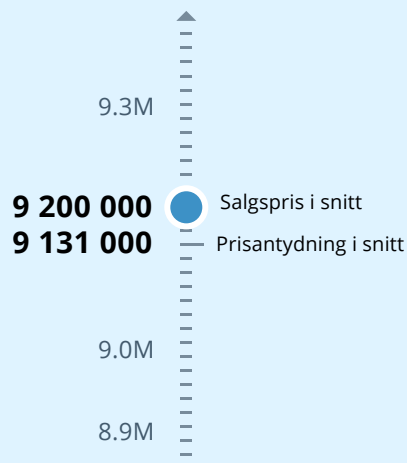 9.3M
9 200 000 Salgspris i snitt
9 131 000 Prisantydning i snitt
9.0M
8.9M